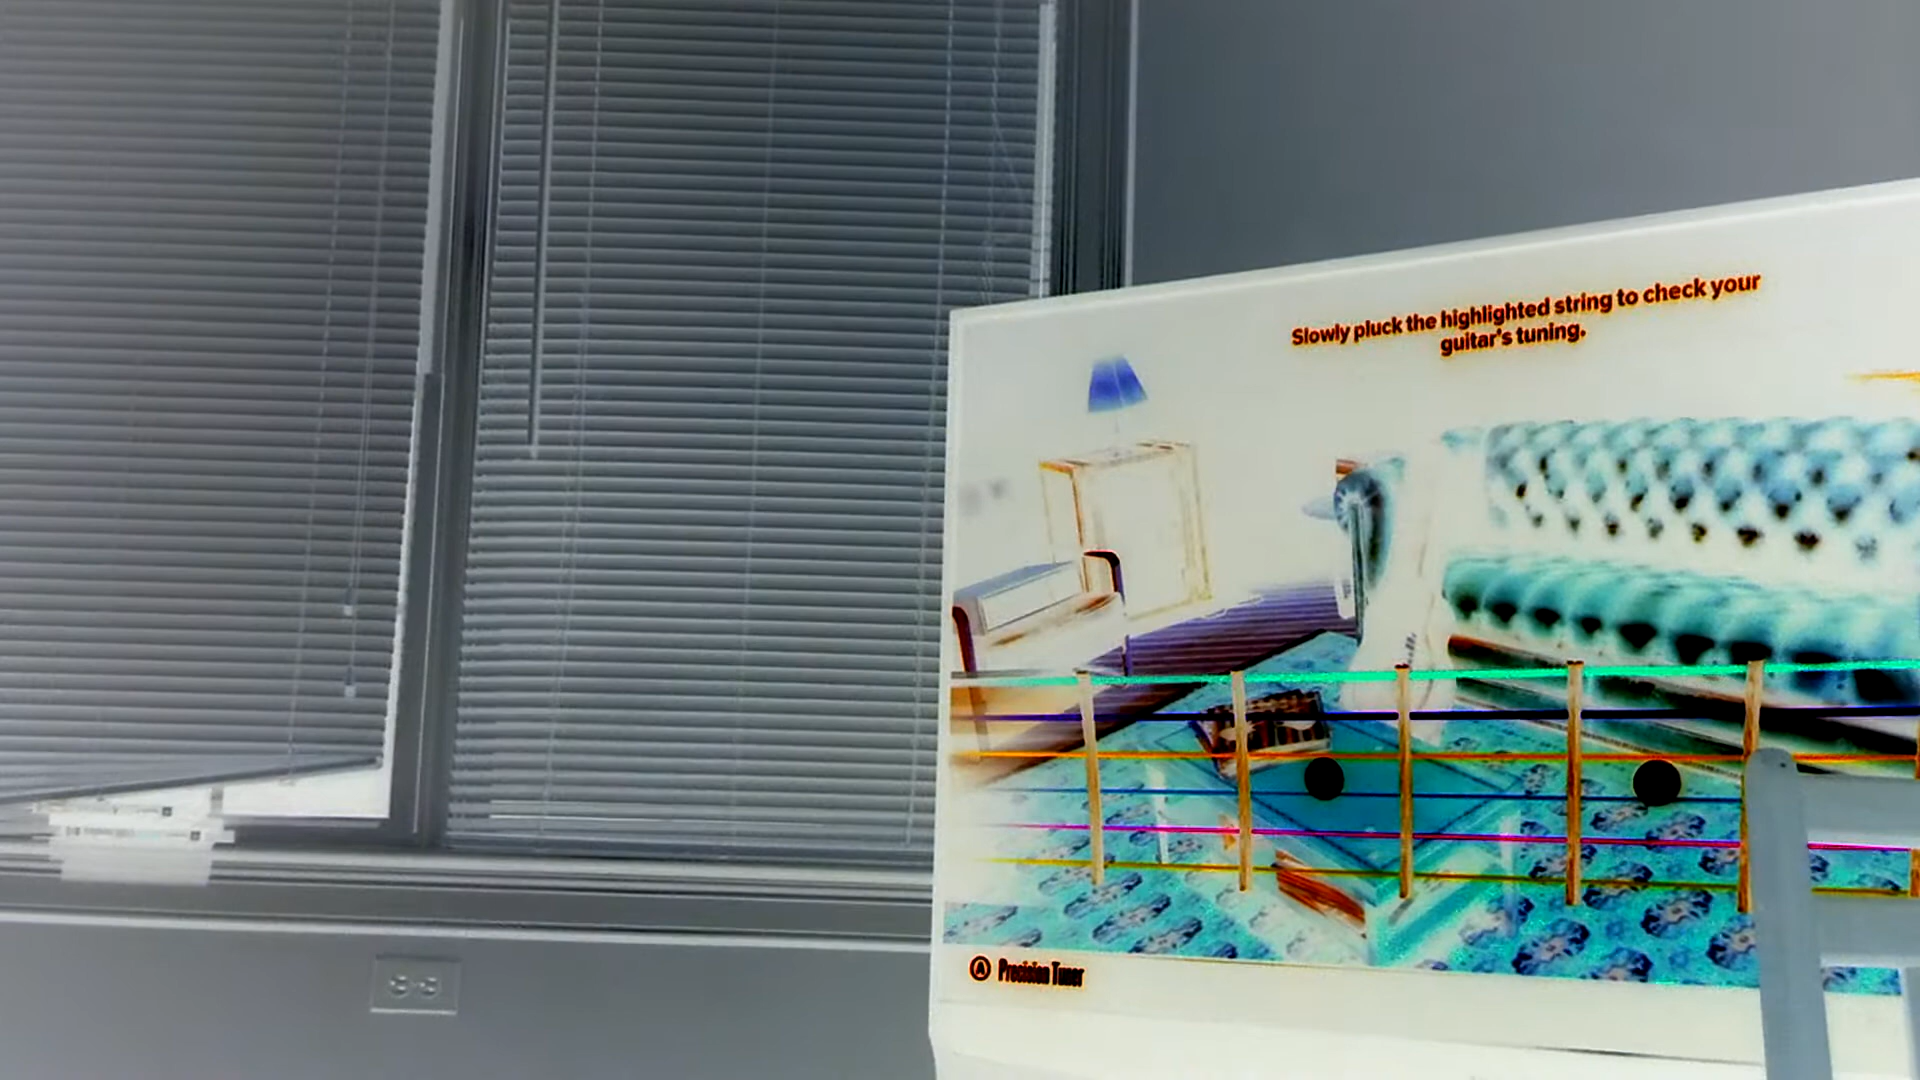 Slowly pluck the highlighted string to check your
guitar's tuning.
A Precision Tuner